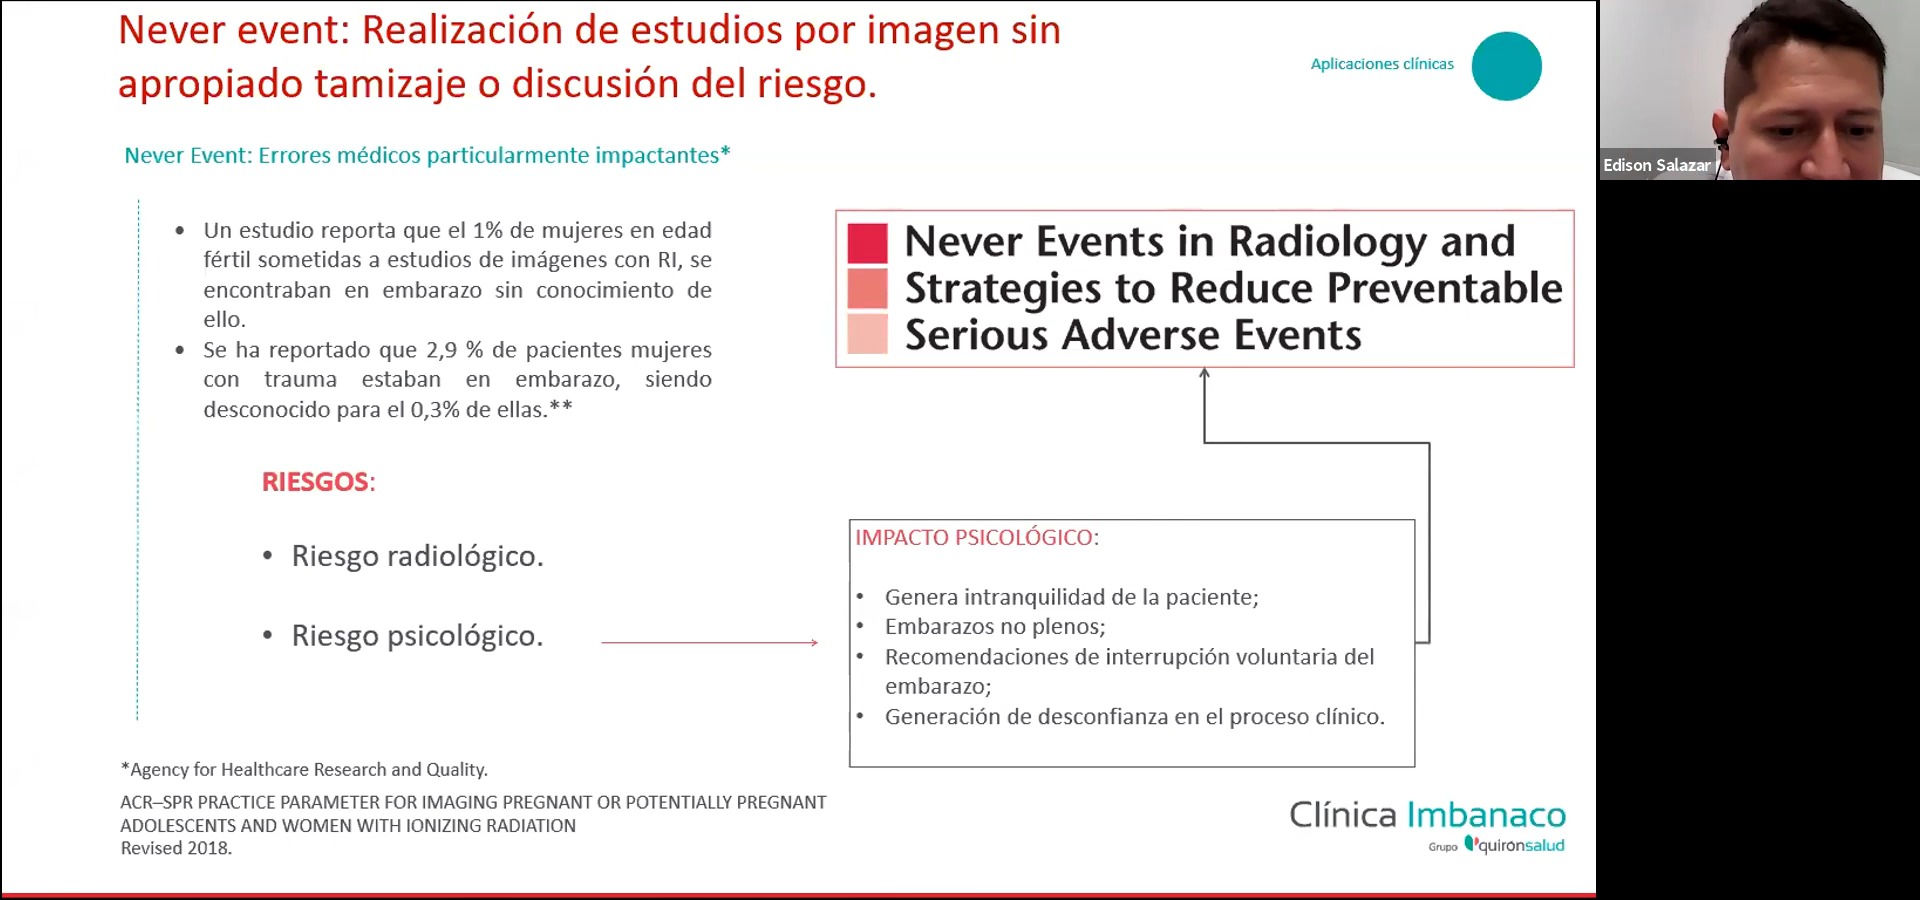 Never event: Realización de estudios por imagen sin
apropiado tamizaje o discusión del riesgo.
Aplicaciones clínicas
Edison Salazar
Never Event: Errores médicos particularmente impactantes*
• Un estudio reporta que el 1% de mujeres en edad
fértil sometidas a estudios de imágenes con RI, se
encontraban en embarazo sin conocimiento de
ello.
• Se ha reportado que 2,9 % de pacientes mujeres
con trauma estaban en embarazo, siendo
desconocido para el 0,3% de ellas.**
Never Events in Radiology and
Strategies to Reduce Preventable
Serious Adverse Events
RIESGOS:
• Riesgo radiológico.
• Riesgo psicológico.
IMPACTO PSICOLÓGICO:
• Genera intranquilidad de la paciente;
• Embarazos no plenos;
• Recomendaciones de interrupción voluntaria del
embarazo;
• Generación de desconfianza en el proceso clínico.
*Agency for Healthcare Research and Quality.
ACR–SPR PRACTICE PARAMETER FOR IMAGING PREGNANT OR POTENTIALLY PREGNANT
ADOLESCENTS AND WOMEN WITH IONIZING RADIATION
Revised 2018.
Clínica Imbanaco
Grupo quirónsalud